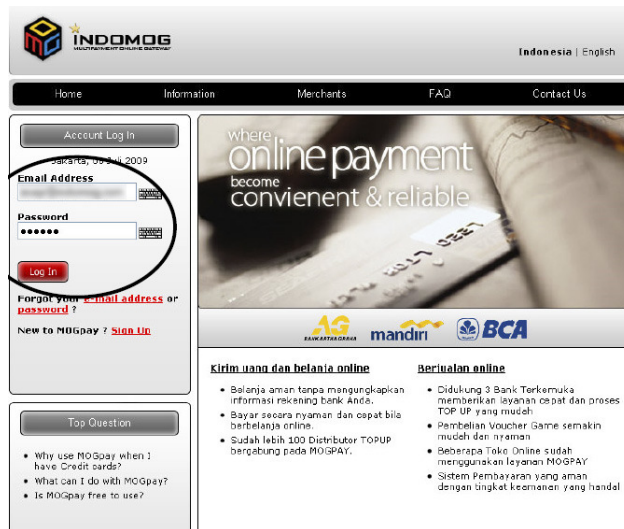 INDOMOG
MULTIPAYMENT ONLINE GATEWAY
Indonesia | English
Home Information Merchants FAQ Contact Us
Account Log In
Jakarta, 0 Juli 2009
Email Address
Password
Log In
Forgot your e-mail address or
password ?
New to MOGpay ? Sign Up
Top Question
Why use MOGpay when I
have Credit cards?
What can I do with MOGpay?
Is MOGpay free to use?
where
online payment
become
convienent & reliable
AG
BANK ARTHA GRAHA
mandiri
BCA
Kirim uang dan belanja online
Belanja aman tanpa mengungkapkan
informasi rekening bank Anda.
Bayar secara nyaman dan cepat bila
berbelanja online.
Sudah lebih 100 Distributor TOPUP
bergabung pada MOGPAY.
Berjualan online
Didukung 3 Bank Terkemuka
memberikan layanan cepat dan proses
TOP UP yang mudah
Pembelian Voucher Game semakin
mudah dan nyaman
Beberapa Toko Online sudah
menggunakan layanan MOGPAY
Sistem Pembayaran yang aman
dengan tingkat keamanan yang handal